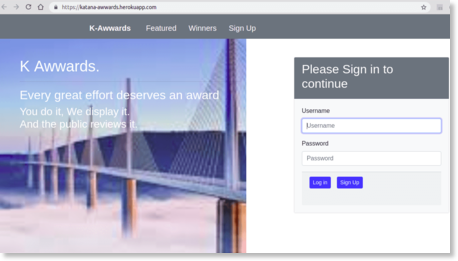 https://katana-awwards.herokuapp.com
K-Awwards Featured Winners Sign Up
K Awwards.
Every great effort deserves an award
You do it, We display it.
And the public reviews it.
Please Sign in to
continue
Username
Username
Password
Password
Log in Sign Up